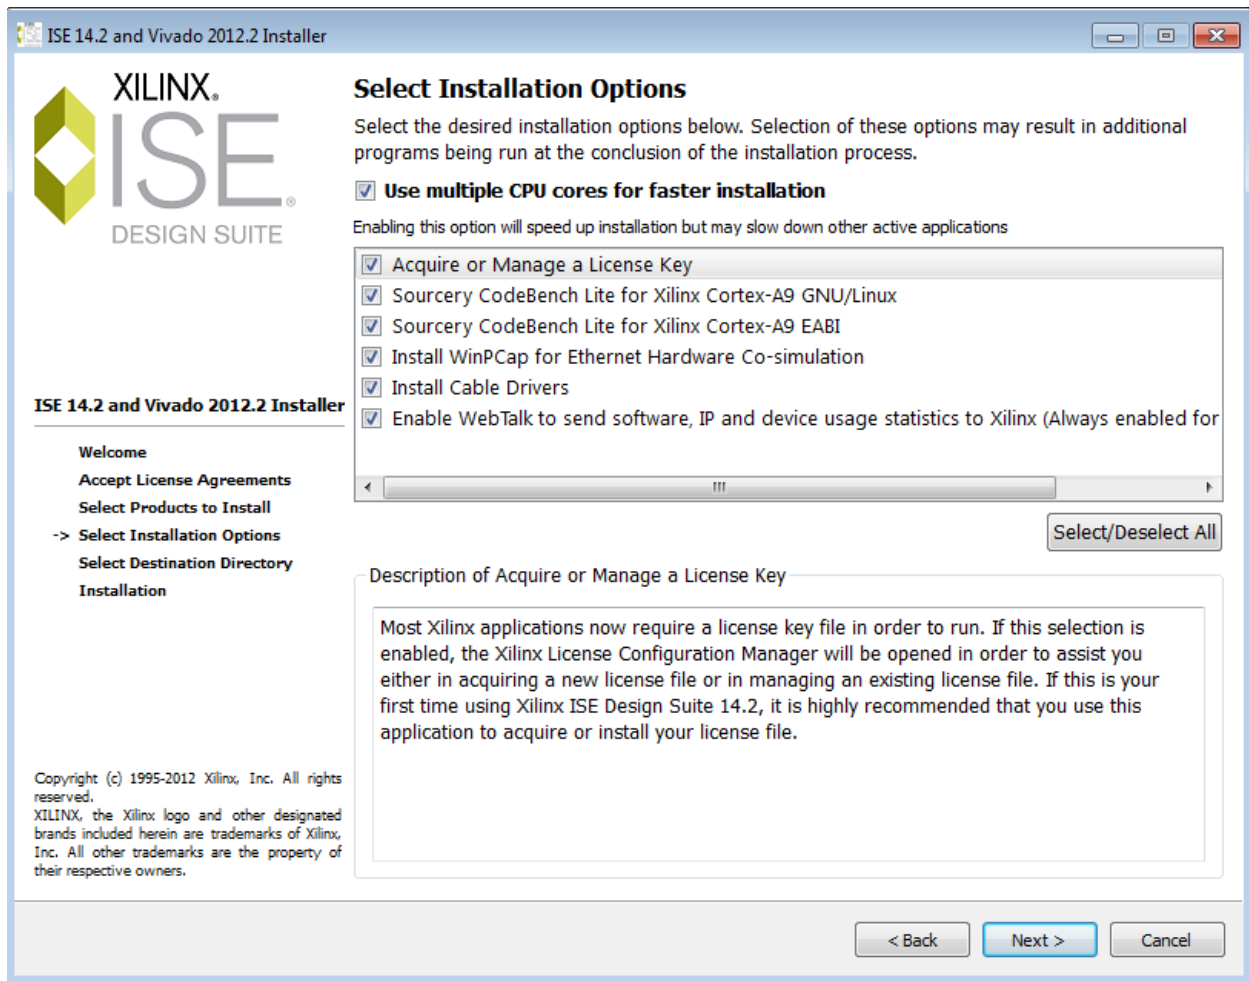 ISE 14.2 and Vivado 2012.2 Installer
XILINX®
ISE®
DESIGN SUITE
ISE 14.2 and Vivado 2012.2 Installer
Welcome
Accept License Agreements
Select Products to Install
-> Select Installation Options
Select Destination Directory
Installation
Copyright (c) 1995-2012 Xilinx, Inc. All rights
reserved.
XILINX, the Xilinx logo and other designated
brands included herein are trademarks of Xilinx,
Inc. All other trademarks are the property of
their respective owners.
Select Installation Options
Select the desired installation options below. Selection of these options may result in additional
programs being run at the conclusion of the installation process.
Use multiple CPU cores for faster installation
Enabling this option will speed up installation but may slow down other active applications
Acquire or Manage a License Key
Sourcery CodeBench Lite for Xilinx Cortex-A9 GNU/Linux
Sourcery CodeBench Lite for Xilinx Cortex-A9 EABI
Install WinPCap for Ethernet Hardware Co-simulation
Install Cable Drivers
Enable WebTalk to send software, IP and device usage statistics to Xilinx (Always enabled for
Select/Deselect All
Description of Acquire or Manage a License Key
Most Xilinx applications now require a license key file in order to run. If this selection is
enabled, the Xilinx License Configuration Manager will be opened in order to assist you
either in acquiring a new license file or in managing an existing license file. If this is your
first time using Xilinx ISE Design Suite 14.2, it is highly recommended that you use this
application to acquire or install your license file.
< Back
Next >
Cancel